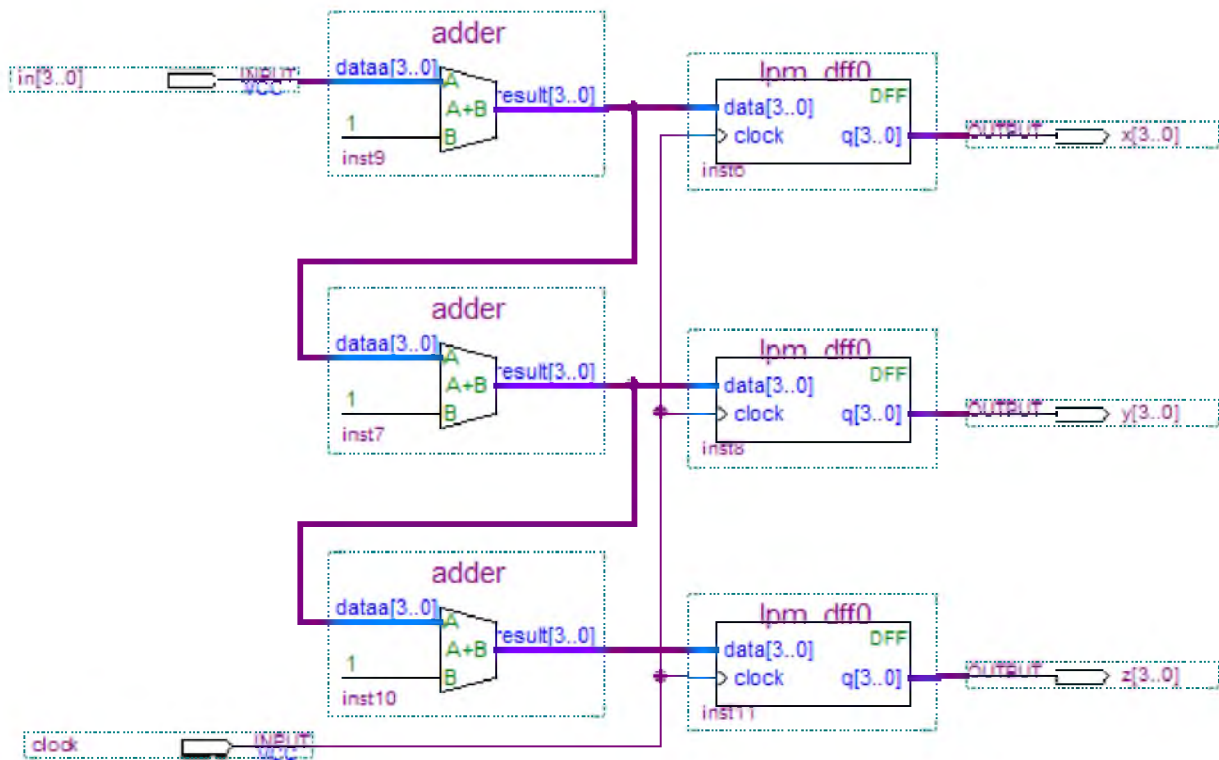 adder
in[3..0]
INPUT
VCC
dataa[3..0]
A
A+B
B
1
result[3..0]
inst9
lpm_dff0
DFF
data[3..0]
clock
q[3..0]
inst6
OUTPUT
x[3..0]
adder
dataa[3..0]
A
A+B
B
1
result[3..0]
inst7
lpm_dff0
DFF
data[3..0]
clock
q[3..0]
inst8
OUTPUT
y[3..0]
adder
dataa[3..0]
A
A+B
B
1
result[3..0]
inst10
lpm_dff0
DFF
data[3..0]
clock
q[3..0]
inst11
OUTPUT
z[3..0]
clock
INPUT
VCC